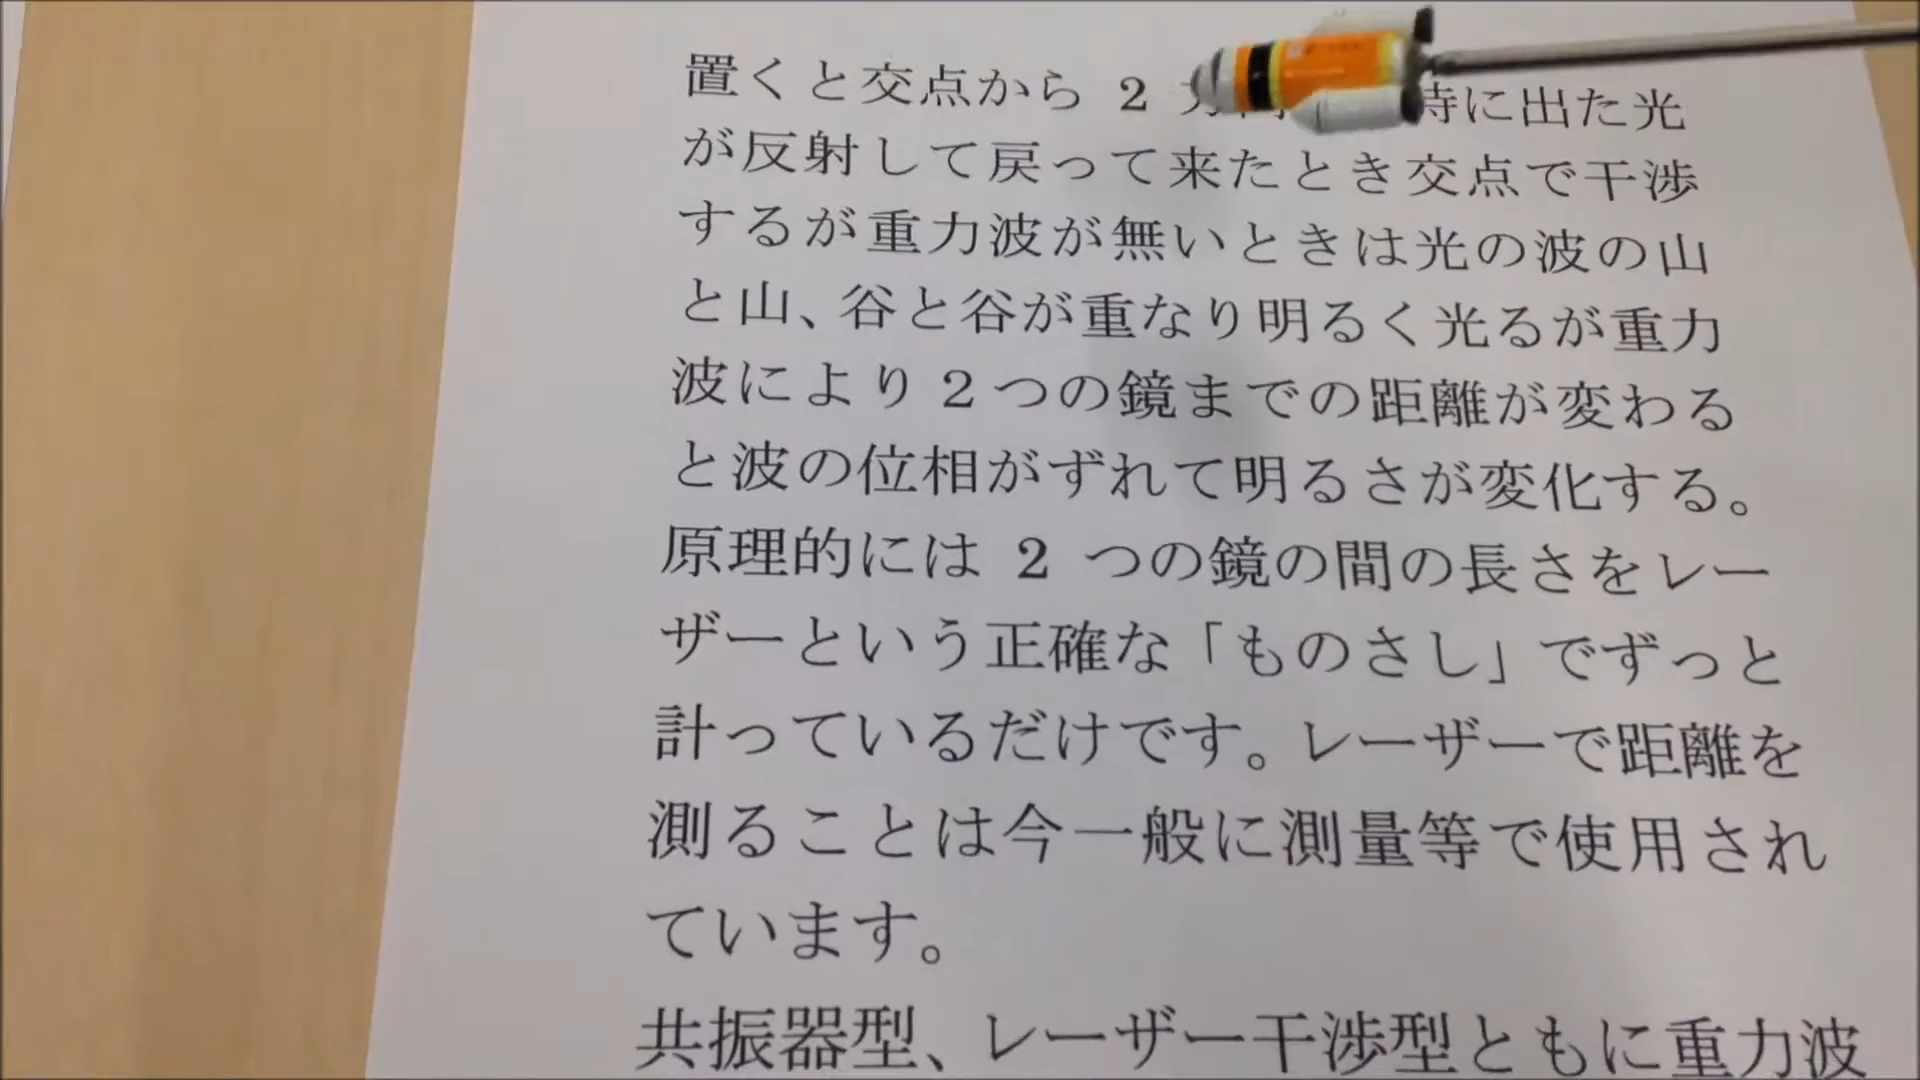 置くと交点から 2 時に出た光
が反射して戻って来たとき交点で干渉
するが重力波が無いときは光の波の山
と山、谷と谷が重なり明るく光るが重力
波により2つの鏡までの距離が変わる
と波の位相がずれて明るさが変化する。
原理的には 2 つの鏡の間の長さをレー
ザーという正確な「ものさし」でずっと
計っているだけです。レーザーで距離を
測ることは今一般に測量等で使用され
ています。
共振器型、レーザー干渉型ともに重力波